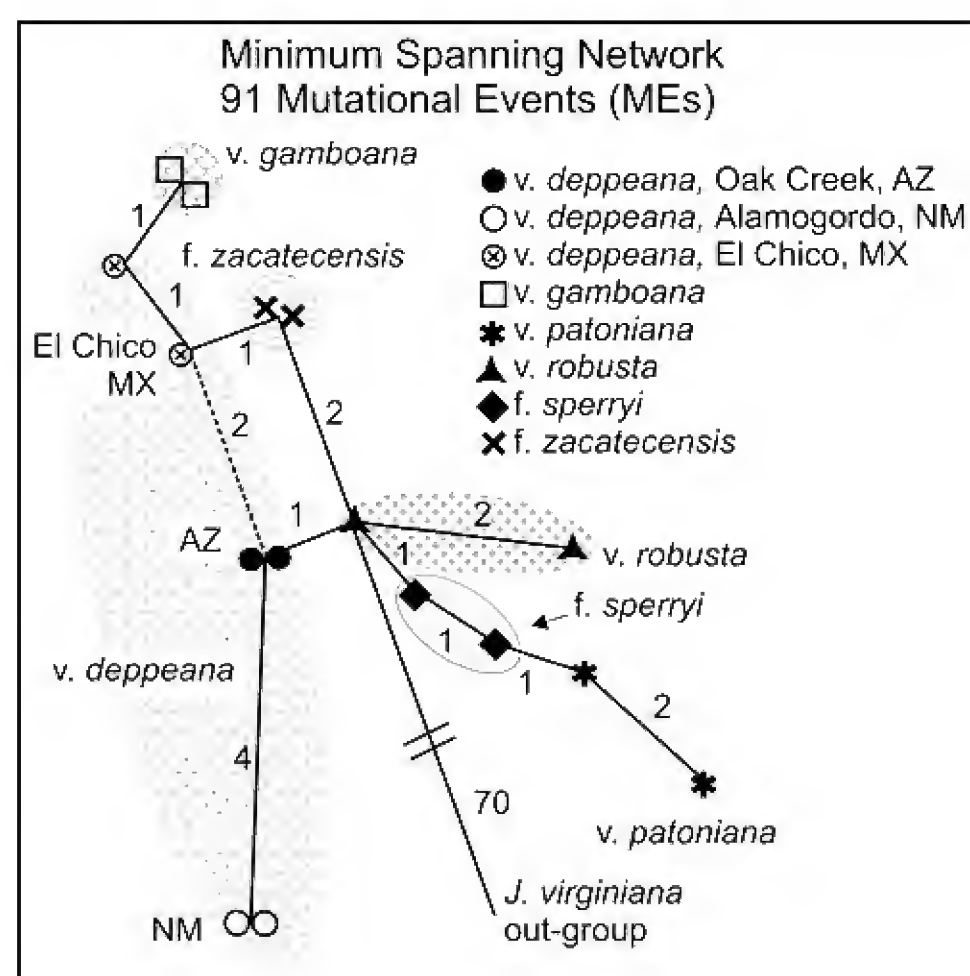 Minimum Spanning Network
91 Mutational Events (MEs)
v. gamboana
1
f. zacatecensis
1
El Chico
MX
1
2
2
v. deppeana, Oak Creek, AZ
v. deppeana, Alamogordo, NM
v. deppeana, El Chico, MX
v. gamboana
v. patoniana
v. robusta
f. sperryi
f. zacatecensis
AZ
1
2
v. robusta
1
f. sperryi
1
1
v. deppeana
2
4
70
v. patoniana
J. virginiana
out-group
NM